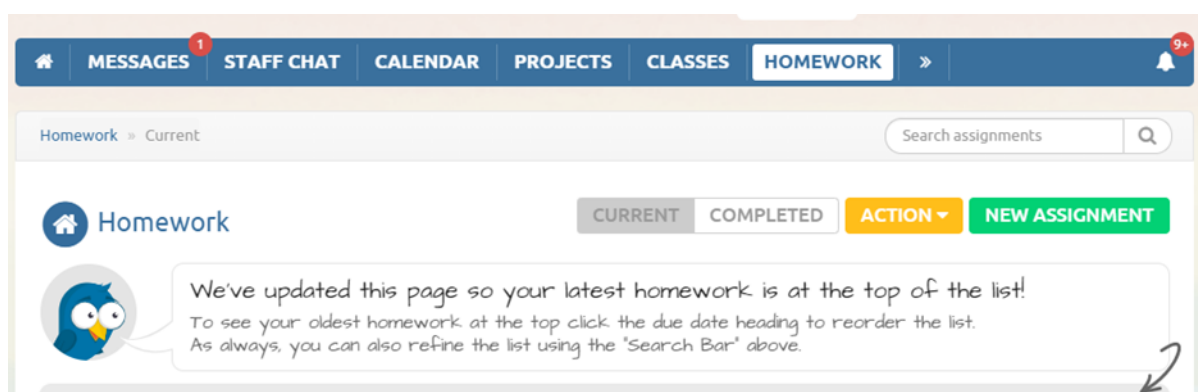 1
9+
MESSAGES STAFF CHAT CALENDAR PROJECTS CLASSES HOMEWORK »
Homework » Current
Search assignments
Homework
CURRENT COMPLETED ACTION NEW ASSIGNMENT
We've updated this page so your latest homework is at the top of the list!
To see your oldest homework at the top click the due date heading to reorder the list.
As always, you can also refine the list using the "Search Bar" above.